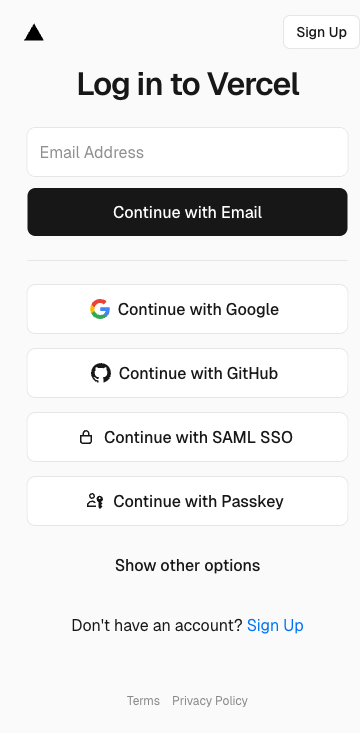 Sign Up
Log in to Vercel
Email Address
Continue with Email
Continue with Google
Continue with GitHub
Continue with SAML SSO
Continue with Passkey
Show other options
Don't have an account? Sign Up
Terms Privacy Policy